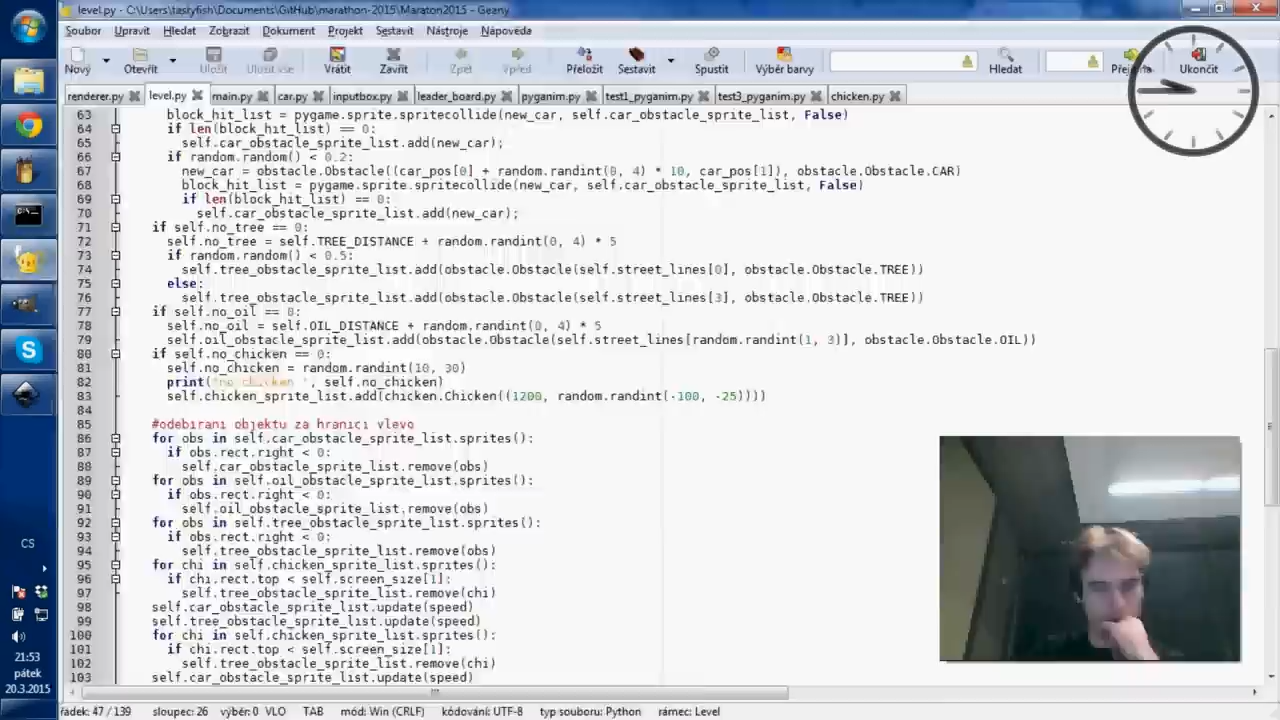 level.py - C:\Users\tastyfish\Documents\GitHub\marathon-2015\Maraton2015 - Geany
Soubor Upravit Hledat Zobrazit Dokument Projekt Sestavit Nástroje Nápověda
Nový Otevřít Uložit Uložit vše Vrátit Zavřít Zpět Vpřed Přeložit Sestavit Spustit Výběr barvy Hledat Ukončit
renderer.py level.py main.py car.py inputbox.py leader_board.py pyganim.py test1_pyganim.py test3_pyganim.py chicken.py
63 block_hit_list = pygame.sprite.spritecollide(new_car, self.car_obstacle_sprite_list, False)
64 if len(block_hit_list) == 0:
65 self.car_obstacle_sprite_list.add(new_car);
66 if random.random() < 0.2:
67 new_car = obstacle.Obstacle((car_pos[0] + random.randint(0, 4) * 10, car_pos[1]), obstacle.Obstacle.CAR)
68 block_hit_list = pygame.sprite.spritecollide(new_car, self.car_obstacle_sprite_list, False)
69 if len(block_hit_list) == 0:
70 self.car_obstacle_sprite_list.add(new_car);
71 if self.no_tree == 0:
72 self.no_tree = self.TREE_DISTANCE + random.randint(0, 4) * 5
73 if random.random() < 0.5:
74 self.tree_obstacle_sprite_list.add(obstacle.Obstacle(self.street_lines[0], obstacle.Obstacle.TREE))
75 else:
76 self.tree_obstacle_sprite_list.add(obstacle.Obstacle(self.street_lines[3], obstacle.Obstacle.TREE))
77 if self.no_oil == 0:
78 self.no_oil = self.OIL_DISTANCE + random.randint(0, 4) * 5
79 self.oil_obstacle_sprite_list.add(obstacle.Obstacle(self.street_lines[random.randint(1, 3)], obstacle.Obstacle.OIL))
80 if self.no_chicken == 0:
81 self.no_chicken = random.randint(10, 30)
82 print("no chicken ", self.no_chicken)
83 self.chicken_sprite_list.add(chicken.Chicken((1200, random.randint(-100, -25))))
84
85 #odebirani objektu za hranici vlevo
86 for obs in self.car_obstacle_sprite_list.sprites():
87 if obs.rect.right < 0:
88 self.car_obstacle_sprite_list.remove(obs)
89 for obs in self.oil_obstacle_sprite_list.sprites():
90 if obs.rect.right < 0:
91 self.oil_obstacle_sprite_list.remove(obs)
92 for obs in self.tree_obstacle_sprite_list.sprites():
93 if obs.rect.right < 0:
94 self.tree_obstacle_sprite_list.remove(obs)
95 for chi in self.chicken_sprite_list.sprites():
96 if chi.rect.top < self.screen_size[1]:
97 self.tree_obstacle_sprite_list.remove(chi)
98 self.car_obstacle_sprite_list.update(speed)
99 self.tree_obstacle_sprite_list.update(speed)
100 for chi in self.chicken_sprite_list.sprites():
101 if chi.rect.top < self.screen_size[1]:
102 self.tree_obstacle_sprite_list.remove(chi)
103 self.car_obstacle_sprite_list.update(speed)
CS
21:53
pátek
20.3.2015
řádek: 47 / 139 sloupec: 26 výběr: 0 VLO TAB mód: Win (CRLF) kódování: UTF-8 typ souboru: Python rámec: Level